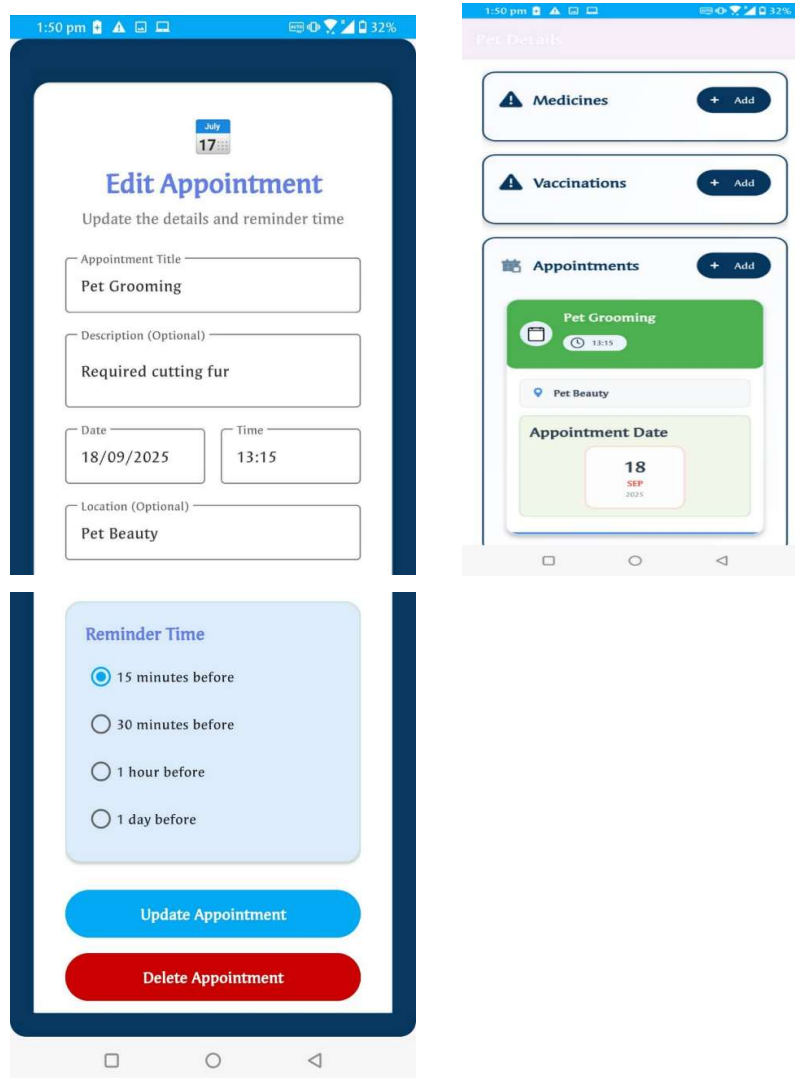 1:50 pm
32%
July
17
Edit Appointment
Update the details and reminder time
Appointment Title
Pet Grooming
Description (Optional)
Required cutting fur
Date
Time
18/09/2025
13:15
Location (Optional)
Pet Beauty
Reminder Time
15 minutes before
30 minutes before
1 hour before
1 day before
Update Appointment
Delete Appointment
1:50 pm
32%
Pet Details
Medicines
+ Add
Vaccinations
+ Add
Appointments
+ Add
Pet Grooming
13:15
Pet Beauty
Appointment Date
18
SEP
2025